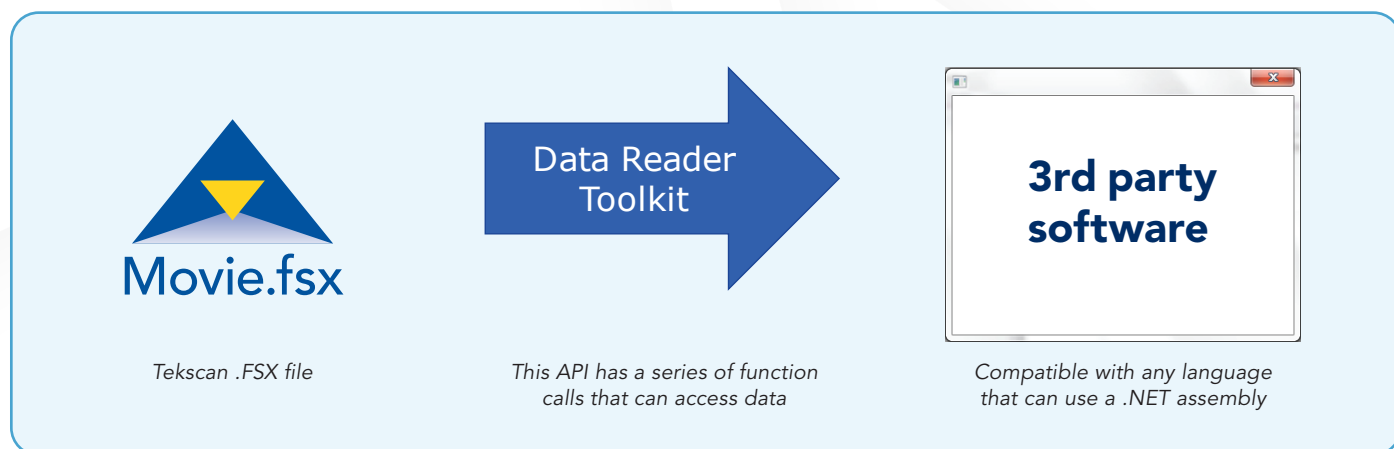 Movie.fsx
Tekscan .FSX file
Data Reader
Toolkit
This API has a series of function
calls that can access data
x
3rd party
software
Compatible with any language
that can use a .NET assembly